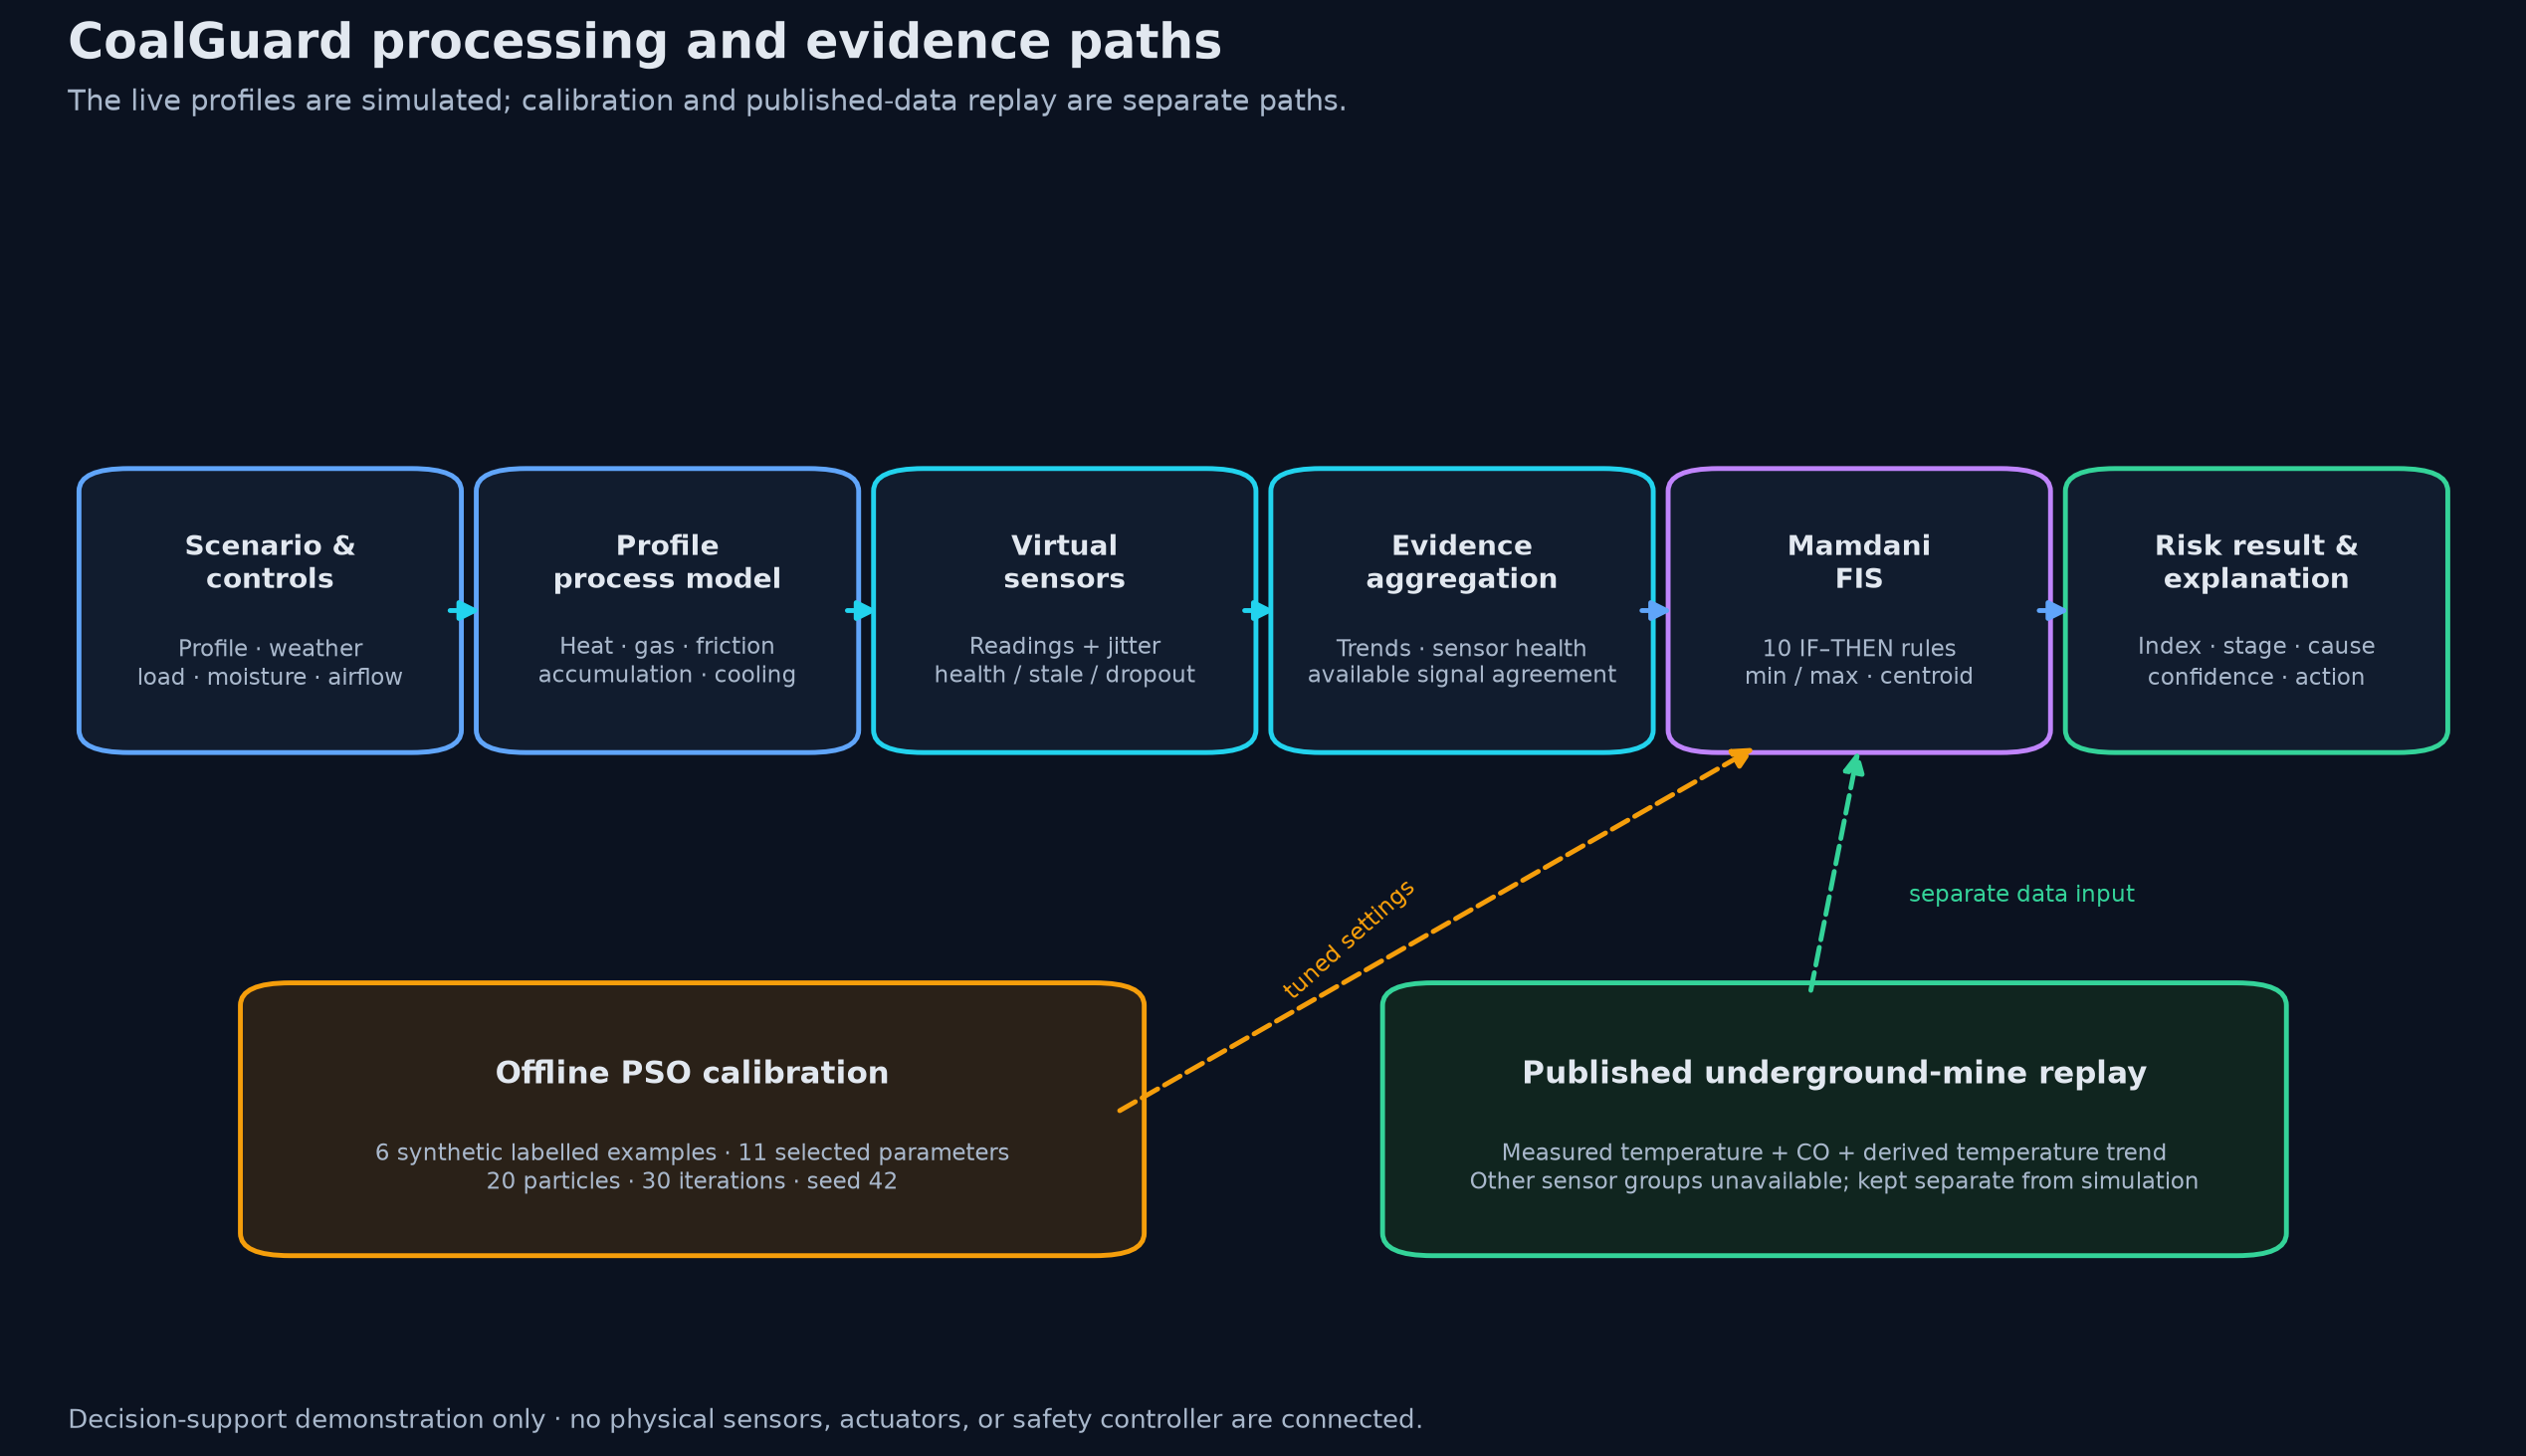 CoalGuard processing and evidence paths
The live profiles are simulated; calibration and published-data replay are separate paths.
Scenario &
controls
Profile · weather
load · moisture · airflow
Profile
process model
Heat · gas · friction
accumulation · cooling
Virtual
sensors
Readings + jitter
health / stale / dropout
Evidence
aggregation
Trends · sensor health
available signal agreement
Mamdani
FIS
10 IF–THEN rules
min / max · centroid
Risk result &
explanation
Index · stage · cause
confidence · action
tuned settings
separate data input
Offline PSO calibration
6 synthetic labelled examples · 11 selected parameters
20 particles · 30 iterations · seed 42
Published underground-mine replay
Measured temperature + CO + derived temperature trend
Other sensor groups unavailable; kept separate from simulation
Decision-support demonstration only · no physical sensors, actuators, or safety controller are connected.